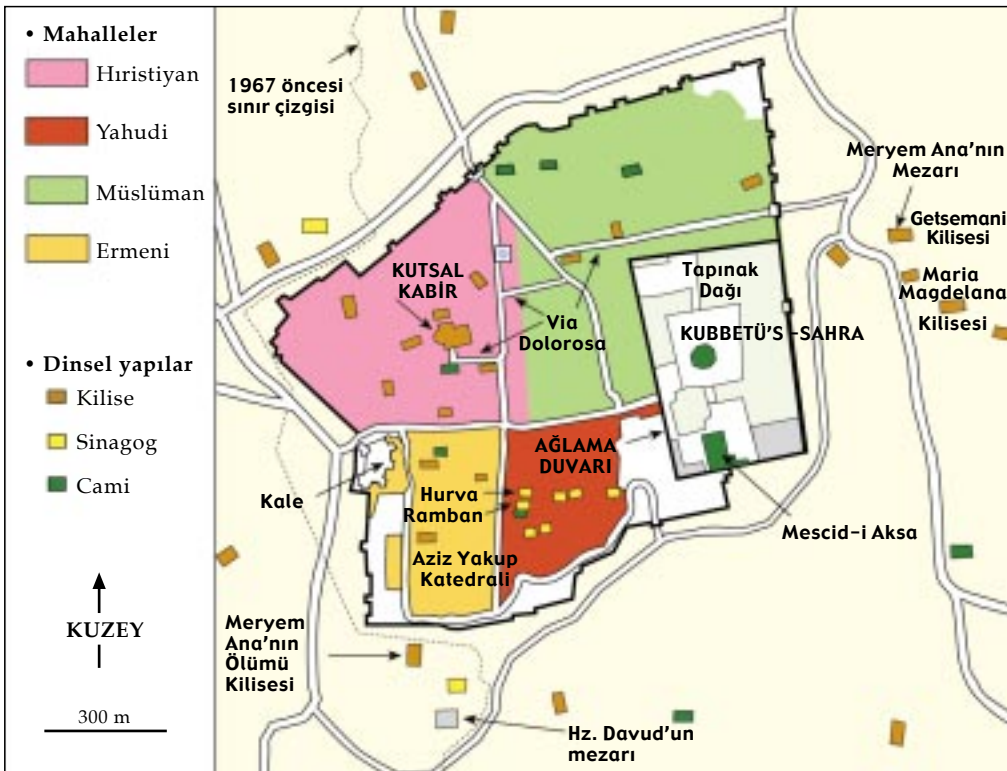 • Mahalleler
Hıristiyan
Yahudi
Müslüman
Ermeni
• Dinsel yapılar
Kilise
Sinagog
Cami
KUZEY
300 m
1967 öncesi
sınır çizgisi
Meryem Ana’nın
Mezarı
Getsemani
Kilisesi
Maria
Magdelana
Kilisesi
KUTSAL
KABİR
Via
Dolorosa
Tapınak
Dağı
KUBBETÜ’S -SAHRA
AĞLAMA
DUVARI
Kale
Hurva
Ramban
Aziz Yakup
Katedrali
Mescid-i Aksa
Meryem
Ana’nın
Ölümü
Kilisesi
Hz. Davud’un
mezarı